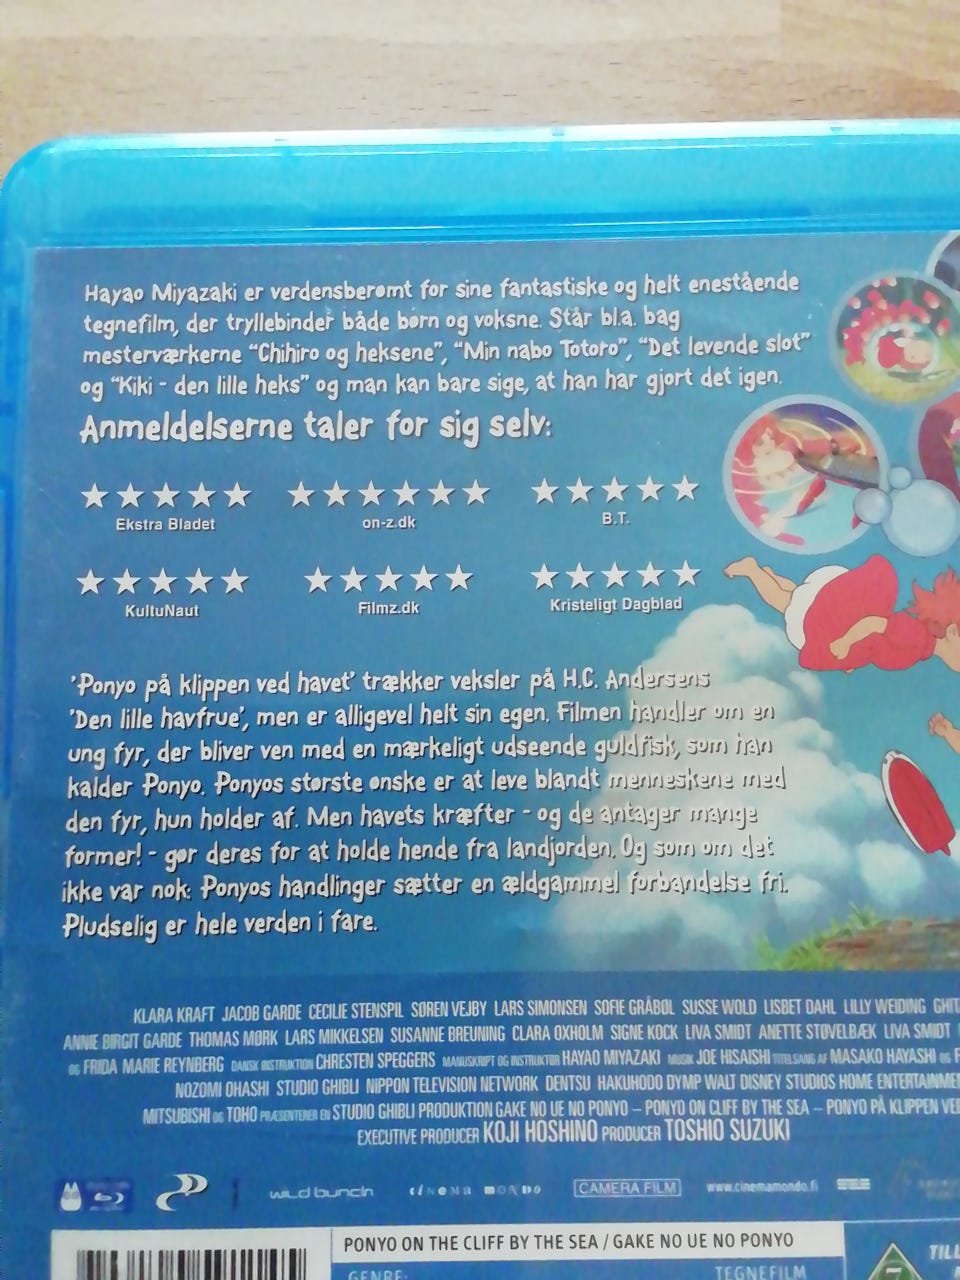 Hayao Miyazaki er verdensberømt for sine fantastiske og helt enestående
tegnefilm, der tryllebinder både børn og voksne. Står bl.a. bag
mesterværkerne "Chihiro og heksene", "Min nabo Totoro", "Det levende slot"
og "Kiki - den lille heks" og man kan bare sige, at han har gjort det igen.
Anmeldelserne taler for sig selv:
★★★★★ ★★★★★★ ★★★★★
Ekstra Bladet on-z.dk B.T.
★★★★★ ★★★★★ ★★★★★
KultuNaut Filmz.dk Kristeligt Dagblad
'Ponyo på klippen ved havet' trækker veksler på H.C. Andersens
'Den lille havfrue', men er alligevel helt sin egen. Filmen handler om en
ung fyr, der bliver ven med en mærkeligt udseende guldfisk, som han
kalder Ponyo. Ponyos største ønske er at leve blandt menneskene med
den fyr, hun holder af. Men havets kræfter - og de antager mange
former! - gør deres for at holde hende fra landjorden. Og som om det
ikke var nok: Ponyos handlinger sætter en ældgammel forbandelse fri.
Pludselig er hele verden i fare.
KLARA KRAFT JACOB GARDE CECILIE STENSPIL SØREN VEJBY LARS SIMONSEN SOFIE GRÅBØL SUSSE WOLD LISBET DAHL LILLY WEIDING
ANNE BIRGIT GARDE THOMAS MØRK LARS MIKKELSEN SUSANNE BREUNING CLARA OXHOLM SIGNE KOCK LIVA SMIDT ANETTE STØVELBÆK LIVA SMIDT
OG FRIDA MARIE REYNBERG DANSK INSTRUKTION CHRESTEN SPEGGERS MANUSKRIPT OG INSTRUKTION HAYAO MIYAZAKI MUSIK JOE HISAISHI TITELSANG AF MASAKO HAYASHI OG
NOZOMI OHASHI STUDIO GHIBLI NIPPON TELEVISION NETWORK DENTSU HAKUHODO DYMP WALT DISNEY STUDIOS HOME
MITSUBISHI OG TOHO PRÆSENTERER EN STUDIO GHIBLI PRODUKTION GAKE NO UE NO PONYO – PONYO ON CLIFF BY THE SEA – PONYO PÅ KLIPPEN
EXECUTIVE PRODUCER KOJI HOSHINO PRODUCER TOSHIO SUZUKI
wild bunch CINEMA MONDO CAMERA FILM www.cinemamondo.fi
PONYO ON THE CLIFF BY THE SEA / GAKE NO UE NO PONYO
GENRE: TEGNEFILM